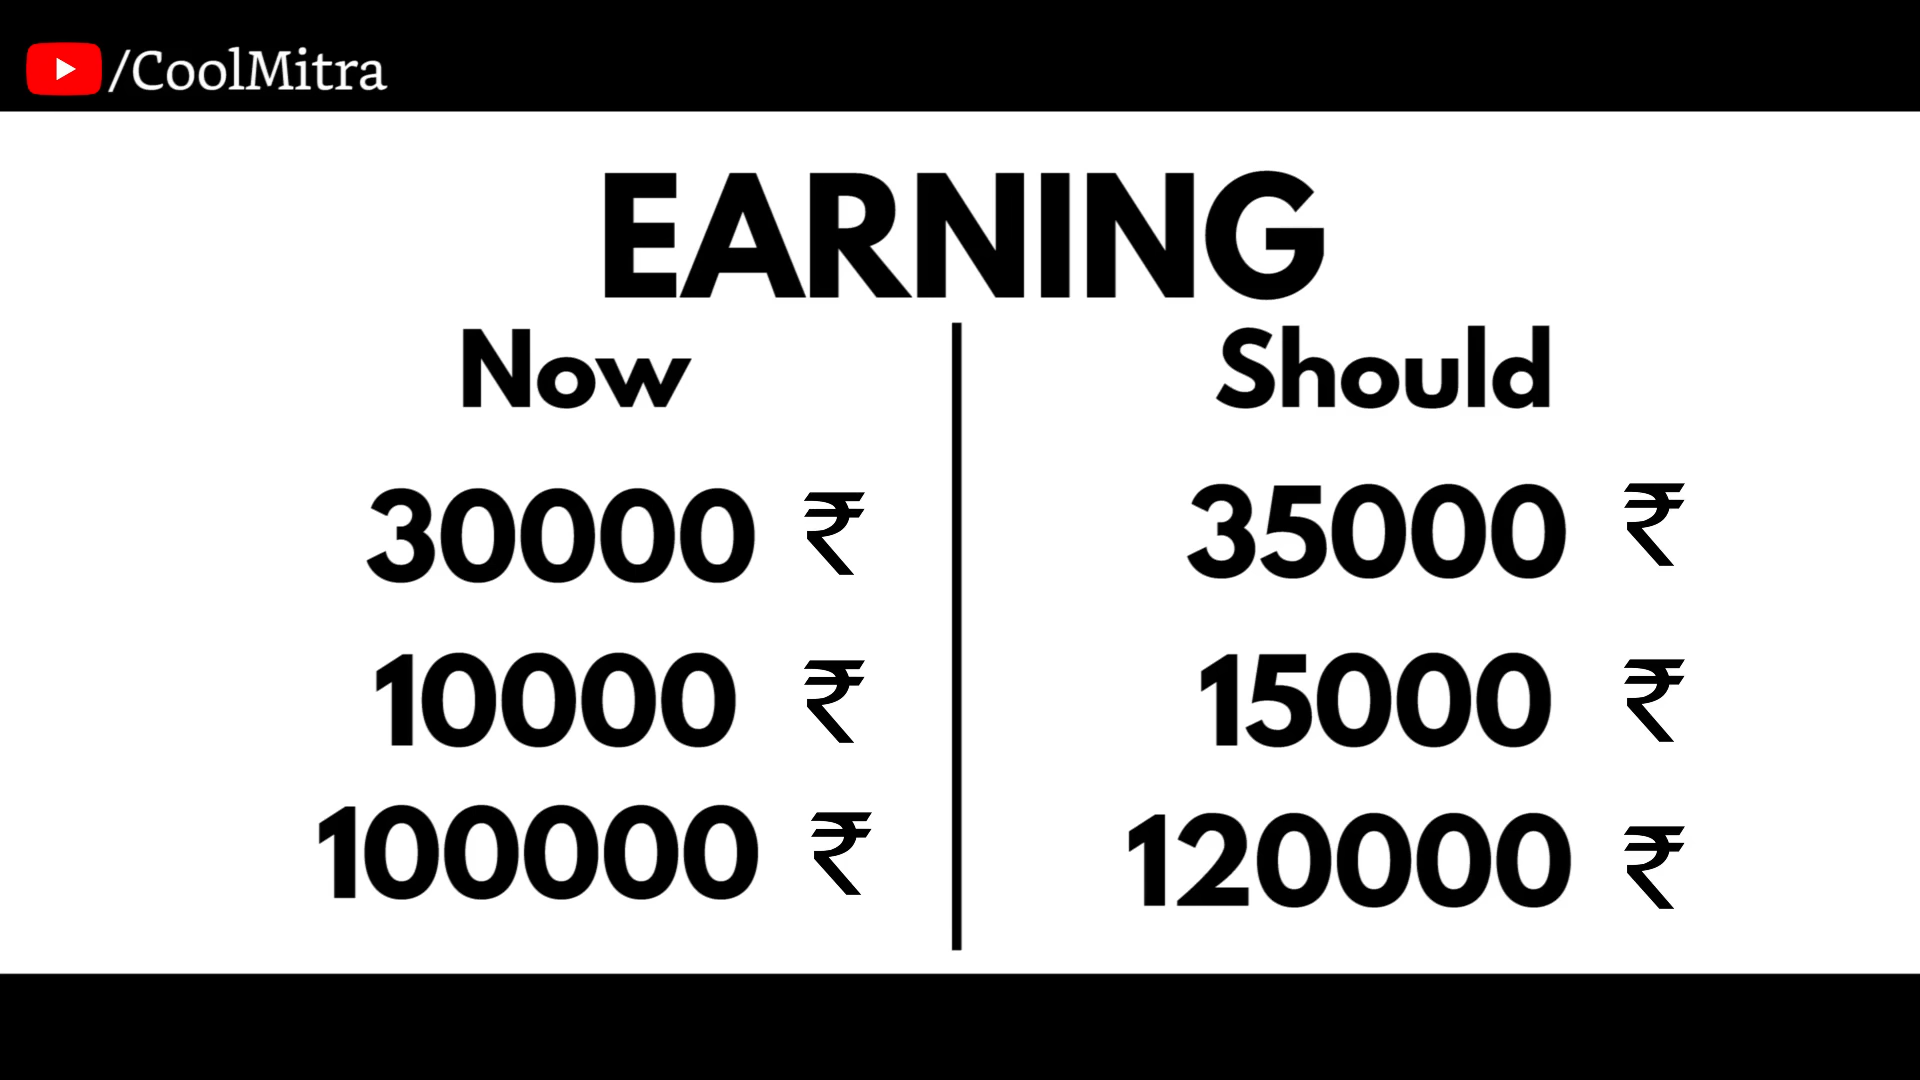 /CoolMitra
EARNING
Now Should
30000 ₹ 35000 ₹
10000 ₹ 15000 ₹
100000 ₹ 120000 ₹